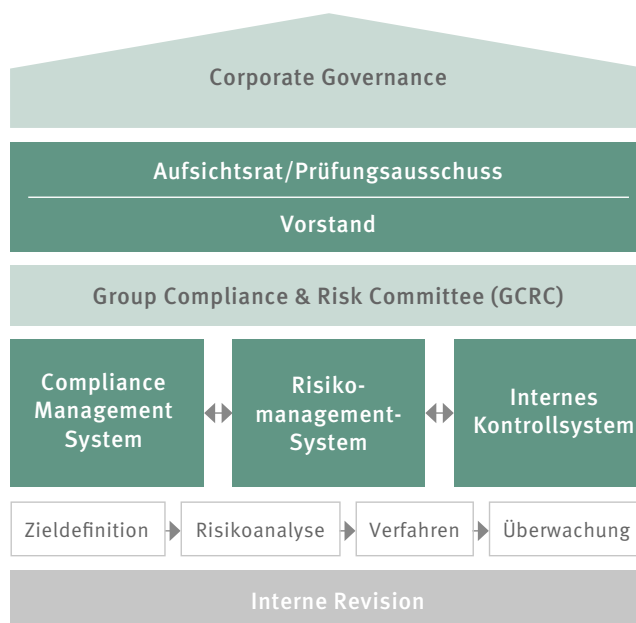 Corporate Governance
Aufsichtsrat/Prüfungsausschuss
Vorstand
Group Compliance & Risk Committee (GCRC)
Compliance
Management
System
Risiko-
management-
System
Internes
Kontrollsystem
Zieldefinition
Risikoanalyse
Verfahren
Überwachung
Interne Revision